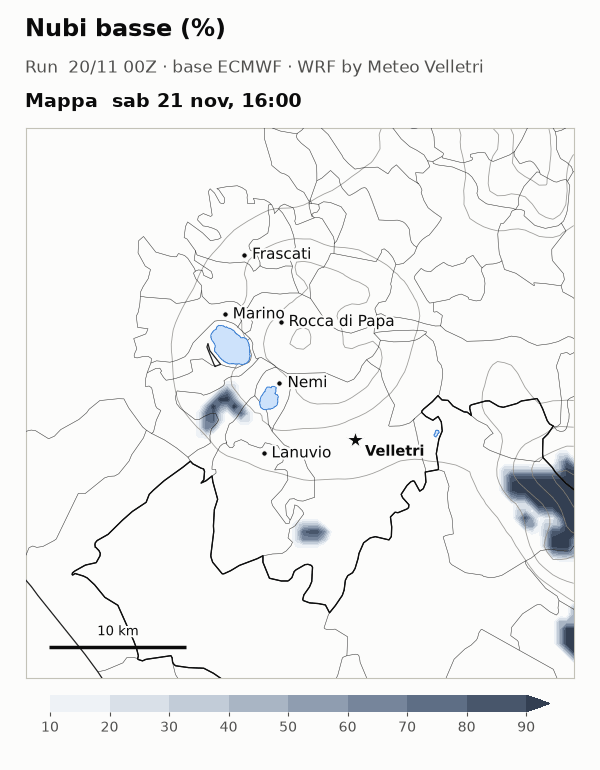 Nubi basse (%)
Run  20/11 00Z · base ECMWF · WRF by Meteo Velletri
Mappa  sab 21 nov, 16:00
Frascati
Marino
Rocca di Papa
Nemi
Velletri
Lanuvio
10 km
10 20 30 40 50 60 70 80 90